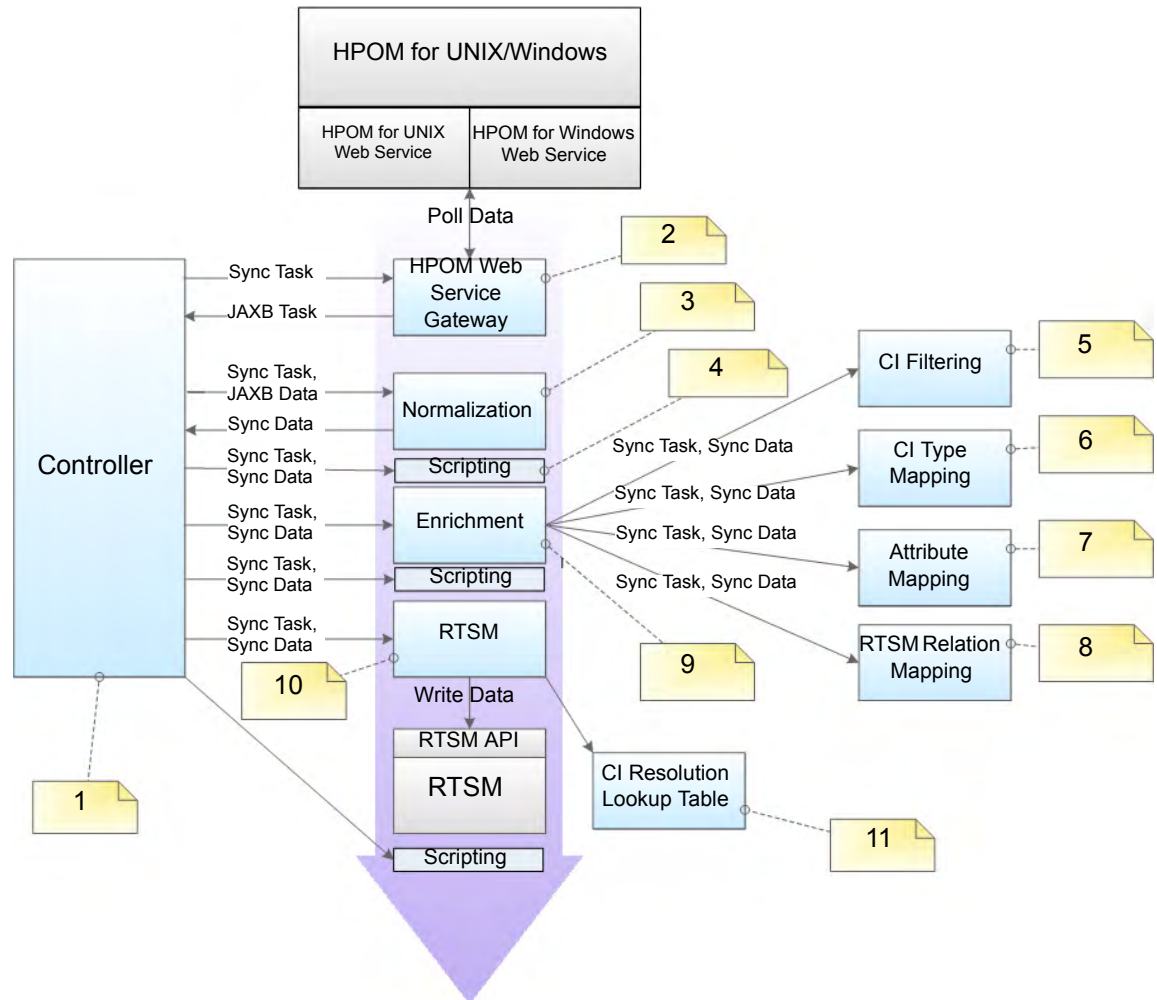 HPOM for UNIX/Windows
HPOM for UNIX
Web Service
HPOM for Windows
Web Service
Poll Data
2
Sync Task
HPOM Web
Service
Gateway
JAXB Task
3
5
CI Filtering
4
Sync Task,
JAXB Data
Normalization
Sync Data
Controller
6
Sync Task, Sync Data
CI Type
Mapping
Sync Task,
Sync Data
Scripting
Sync Task, Sync Data
Enrichment
Sync Task,
Sync Data
Sync Task, Sync Data
7
Attribute
Mapping
Sync Task,
Sync Data
Scripting
Sync Task, Sync Data
Sync Task,
Sync Data
RTSM
RTSM Relation
Mapping
8
9
10
Write Data
RTSM API
RTSM
CI Resolution
Lookup Table
1
11
Scripting